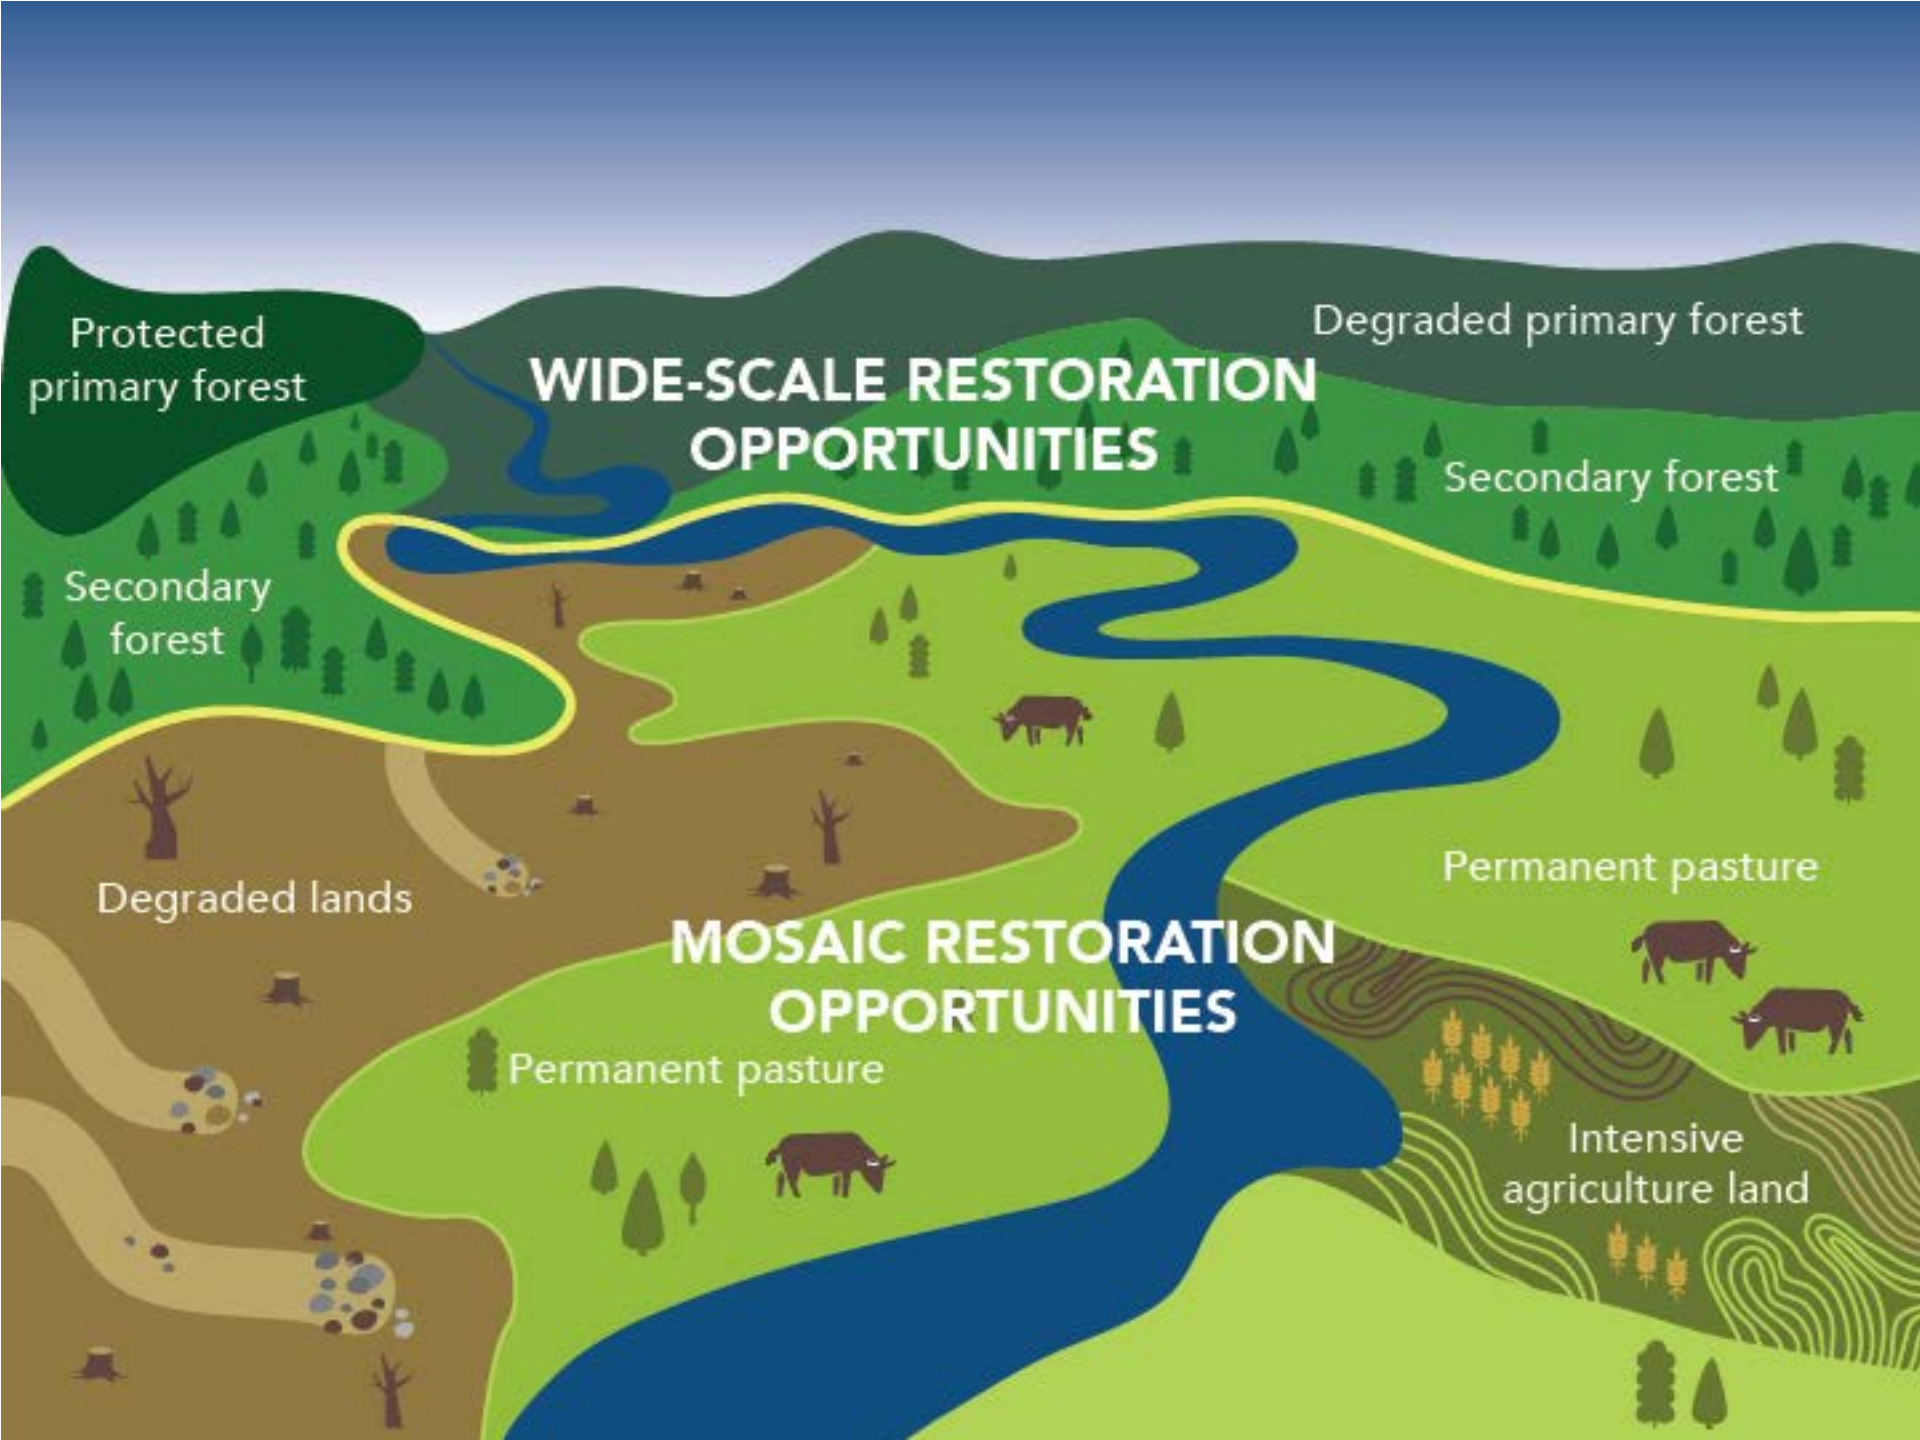 Protected
primary forest
Degraded primary forest
WIDE-SCALE RESTORATION
OPPORTUNITIES
Secondary forest
Secondary
forest
Permanent pasture
Degraded lands
MOSAIC RESTORATION
OPPORTUNITIES
Permanent pasture
Intensive
agriculture land